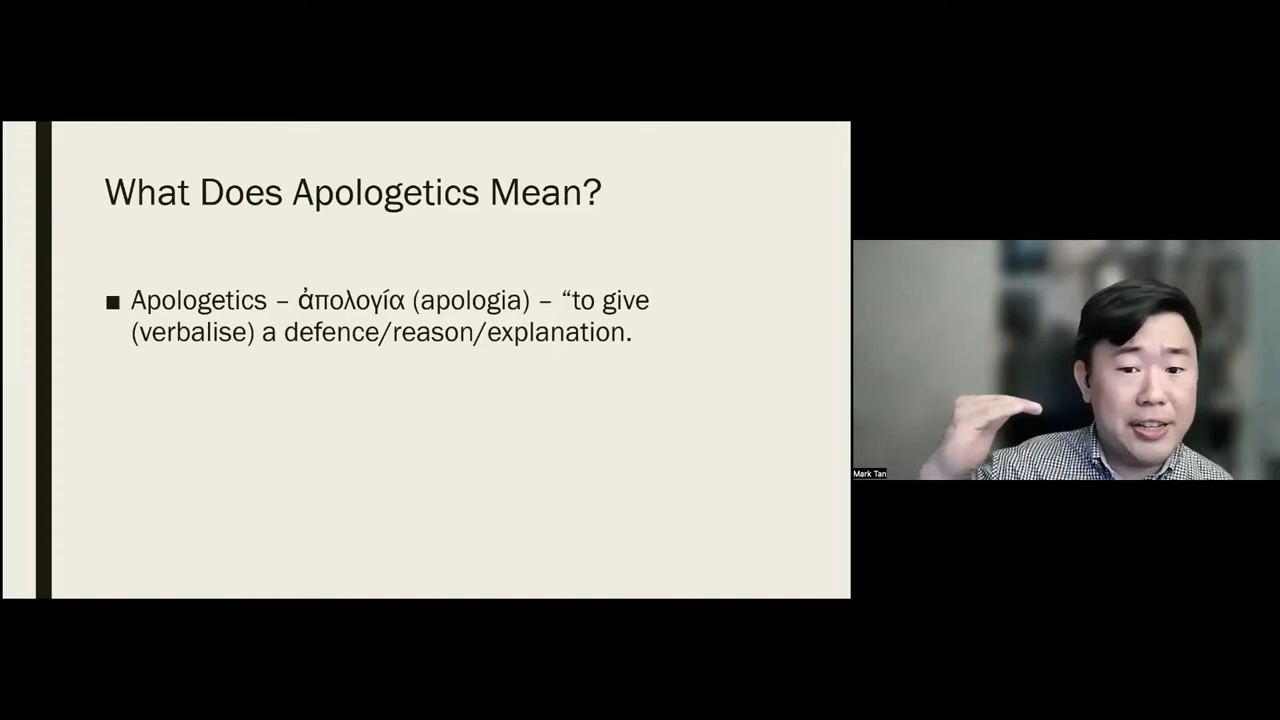 What Does Apologetics Mean?
■ Apologetics – ἀπολογία (apologia) – “to give
(verbalise) a defence/reason/explanation.
Mark Tan